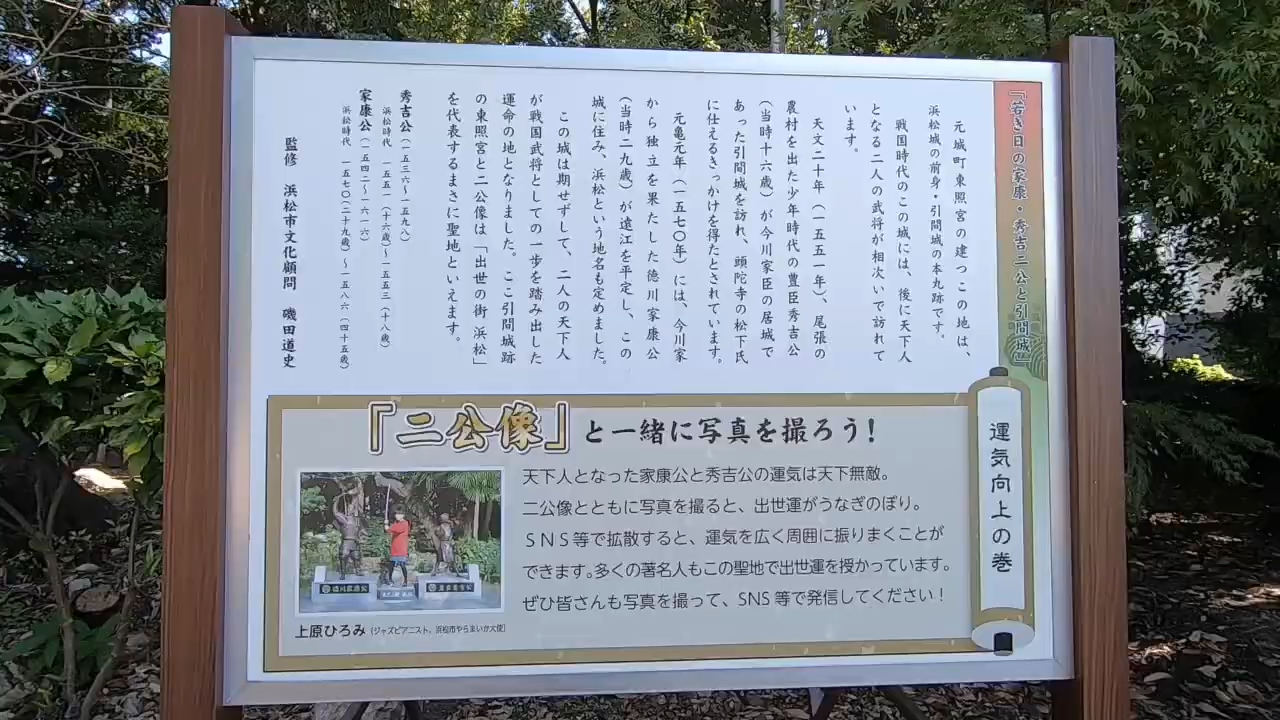 『若き日の家康・秀吉二公と引間城』
元城町東照宮の建つこの地は、
浜松城の前身・引間城の本丸跡です。
戦国時代のこの城には、後に天下人
となる二人の武将が相次いで訪れて
います。
天文二十年（一五五一年）、尾張の
農村を出た少年時代の豊臣秀吉公
（当時十六歳）が今川家臣の居城で
あった引間城を訪れ、頭陀寺の松下氏
に仕えるきっかけを得たとされています。
元亀元年（一五七〇年）には、今川家
から独立を果たした徳川家康公
（当時二九歳）が遠江を平定し、この
城に住み、浜松という地名も定めました。
この城は期せずして、二人の天下人
が戦国武将としての一歩を踏み出した
運命の地となりました。ここ引間城跡
の東照宮と二公像は「出世の街 浜松」
を代表するまさに聖地といえます。
秀吉公（一五三六～一五九八）
浜松時代 一五五一（十六歳）～一五五三（十八歳）
家康公（一五四二～一六一六）
浜松時代 一五七〇（二十九歳）～一五八六（四十五歳）
監修 浜松市文化顧問 磯田道史
運気向上の巻
『二公像』と一緒に写真を撮ろう！
天下人となった家康公と秀吉公の運気は天下無敵。
二公像とともに写真を撮ると、出世運がうなぎのぼり。
ＳＮＳ等で拡散すると、運気を広く周囲に振りまくことが
できます。多くの著名人もこの聖地で出世運を授かっています。
ぜひ皆さんも写真を撮って、SNS等で発信してください！
徳川家康公
豊臣秀吉公
上原ひろみ（ジャズピアニスト、浜松市やらまいか大使）